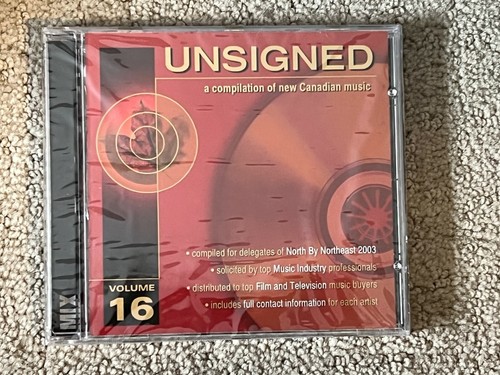 UNSIGNED
a compilation of new Canadian music
• compiled for delegates of North By Northeast 2003
• solicited by top Music Industry professionals
• distributed to top Film and Television music buyers
• includes full contact information for each artist
VOLUME
16
MIX